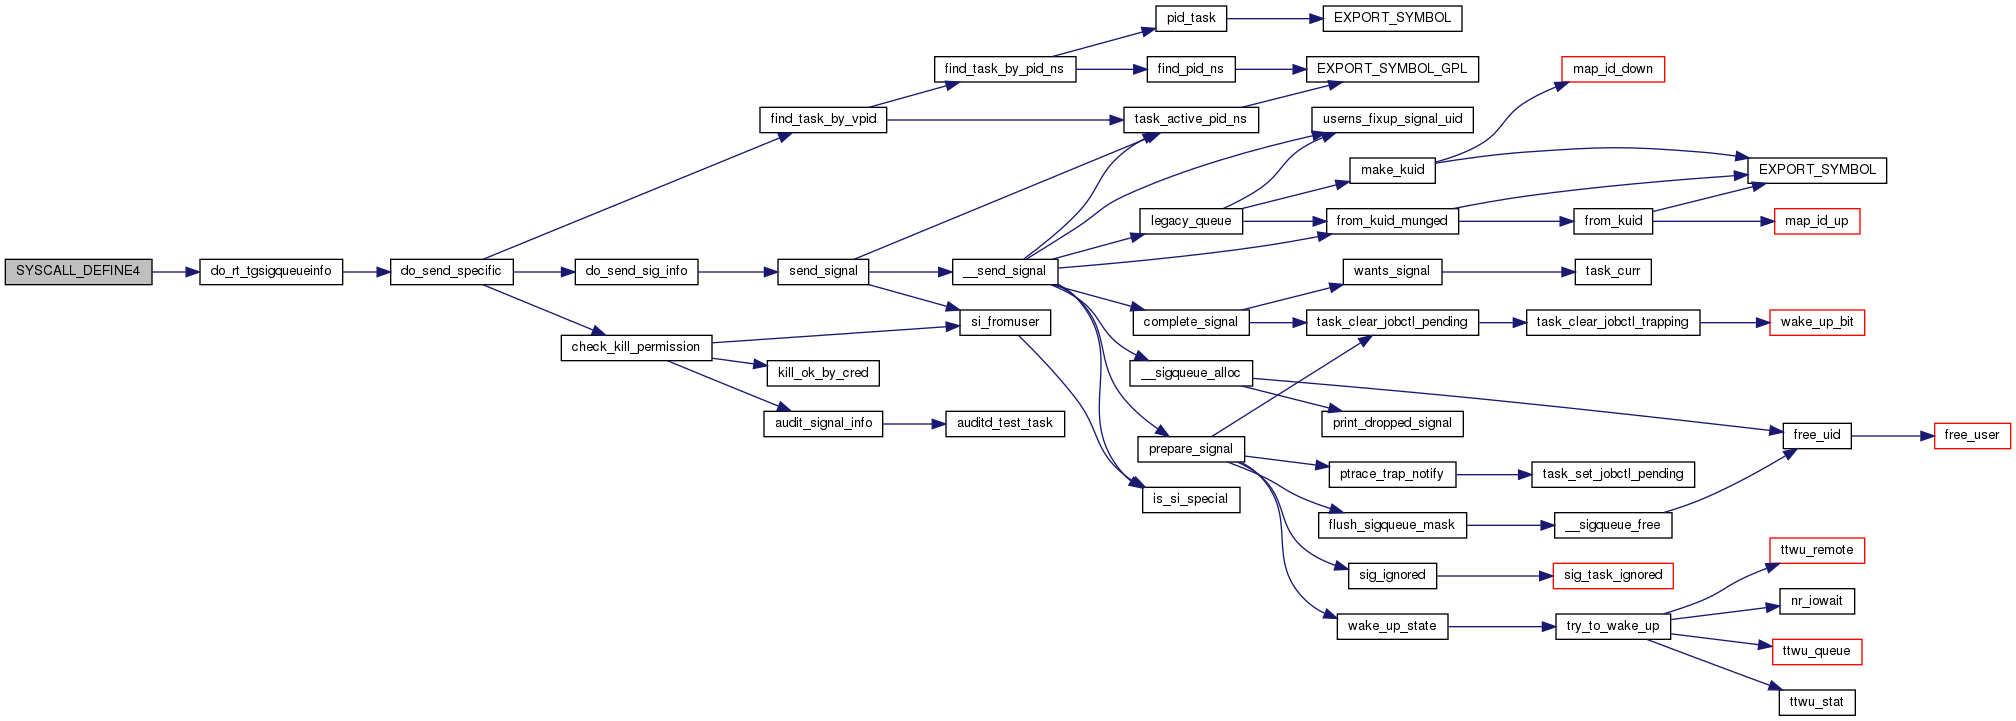 pid_task
EXPORT_SYMBOL
find_task_by_pid_ns
find_pid_ns
EXPORT_SYMBOL_GPL
map_id_down
find_task_by_vpid
task_active_pid_ns
userns_fixup_signal_uid
make_kuid
EXPORT_SYMBOL
legacy_queue
from_kuid_munged
from_kuid
map_id_up
SYSCALL_DEFINE4
do_rt_tgsigqueueinfo
do_send_specific
do_send_sig_info
send_signal
__send_signal
wants_signal
task_curr
si_fromuser
complete_signal
task_clear_jobctl_pending
task_clear_jobctl_trapping
wake_up_bit
check_kill_permission
kill_ok_by_cred
__sigqueue_alloc
audit_signal_info
auditd_test_task
print_dropped_signal
free_uid
free_user
prepare_signal
ptrace_trap_notify
task_set_jobctl_pending
is_si_special
flush_sigqueue_mask
__sigqueue_free
ttwu_remote
sig_ignored
sig_task_ignored
nr_iowait
wake_up_state
try_to_wake_up
ttwu_queue
ttwu_stat